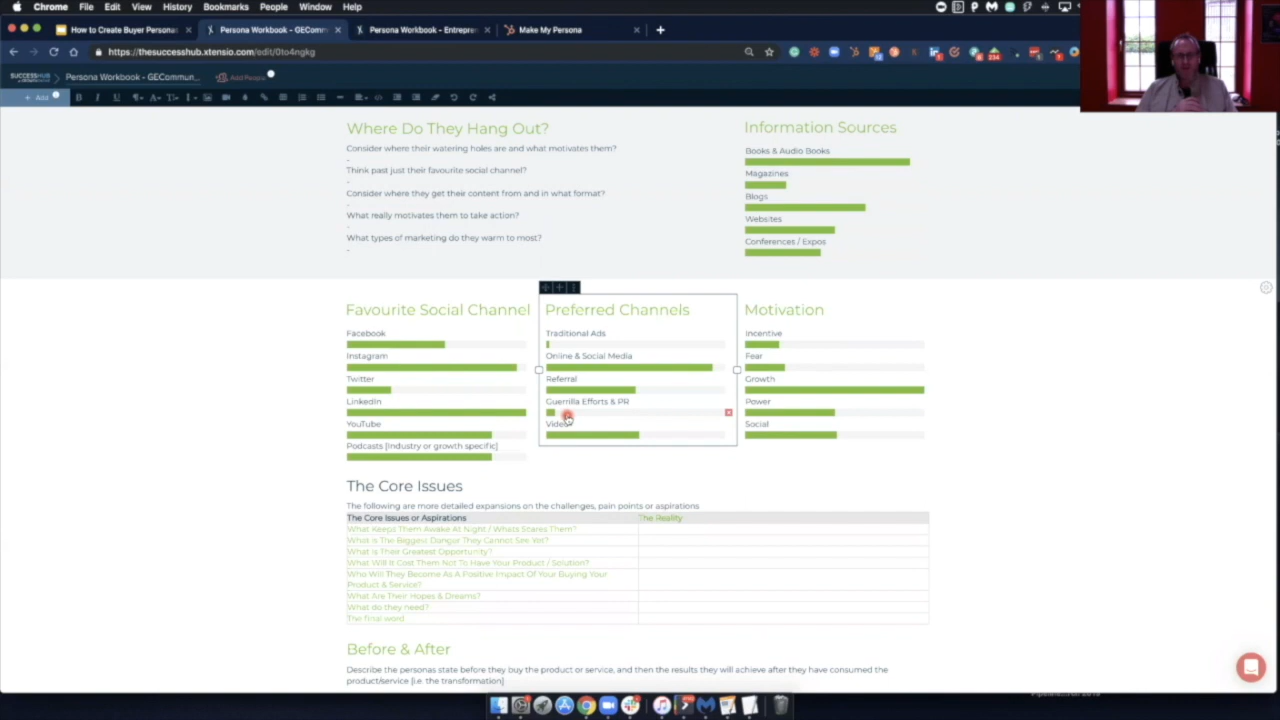 Chrome File Edit View History Bookmarks People Window Help
How to Create Buyer Persona
Persona Workbook - GEComm
Persona Workbook - Entrepre
Make My Persona
https://thesuccesshub.xtensio.com/edit/0to4ngkg
SUCCESSHUB
Persona Workbook - GECommun...
Add People
+ Add
Where Do They Hang Out?
Consider where their watering holes are and what motivates them?
-
Think past just their favourite social channel?
-
Consider where they get their content from and in what format?
-
What really motivates them to take action?
-
What types of marketing do they warm to most?
-
Information Sources
Books & Audio Books
Magazines
Blogs
Websites
Conferences / Expos
Favourite Social Channel
Facebook
Instagram
Twitter
LinkedIn
YouTube
Podcasts [Industry or growth specific]
Preferred Channels
Traditional Ads
Online & Social Media
Referral
Guerrilla Efforts & PR
Video
Motivation
Incentive
Fear
Growth
Power
Social
The Core Issues
The following are more detailed expansions on the challenges, pain points or aspirations
The Core Issues or Aspirations
The Reality
What Keeps Them Awake At Night / Whats Scares Them?
What Is The Biggest Danger They Cannot See Yet?
What Is Their Greatest Opportunity?
What Will It Cost Them Not To Have Your Product / Solution?
Who Will They Become As A Positive Impact Of Your Buying Your
Product & Service?
What Are Their Hopes & Dreams?
What do they need?
The final word
Before & After
Describe the personas state before they buy the product or service, and then the results they will achieve after they have consumed the
product/service [i.e. the transformation]